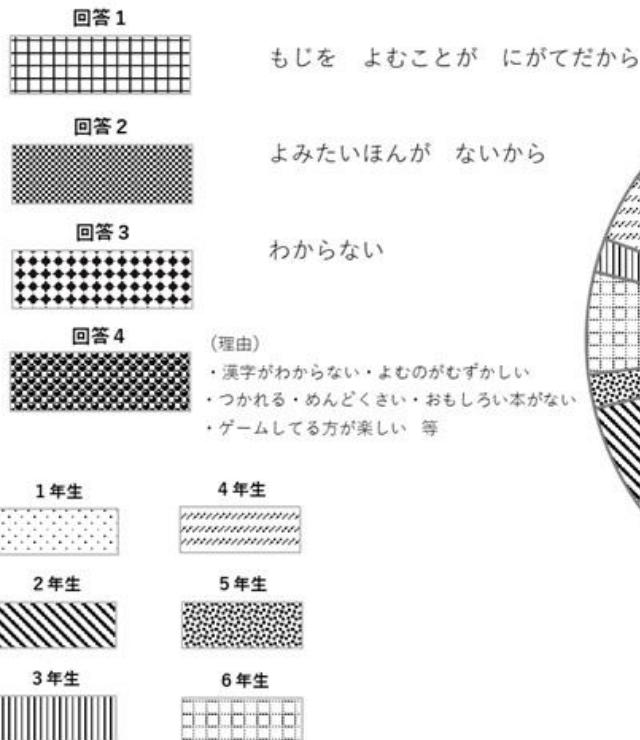 回答1
もじを　よむことが　にがてだから
回答2
よみたいほんが　ないから
回答3
わからない
回答4
（理由）
・漢字がわからない・よむのがむずかしい
・つかれる・めんどくさい・おもしろい本がない
・ゲームしてる方が楽しい　等
1年生
4年生
2年生
5年生
3年生
6年生